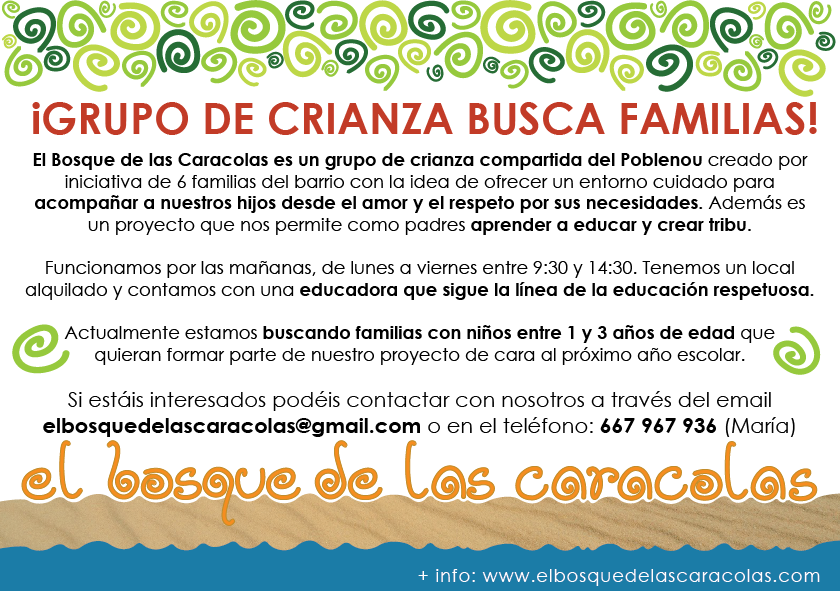 ¡GRUPO DE CRIANZA BUSCA FAMILIAS!
El Bosque de las Caracolas es un grupo de crianza compartida del Poblenou creado por
iniciativa de 6 familias del barrio con la idea de ofrecer un entorno cuidado para
acompañar a nuestros hijos desde el amor y el respeto por sus necesidades. Además es
un proyecto que nos permite como padres aprender a educar y crear tribu.
Funcionamos por las mañanas, de lunes a viernes entre 9:30 y 14:30. Tenemos un local
alquilado y contamos con una educadora que sigue la línea de la educación respetuosa.
Actualmente estamos buscando familias con niños entre 1 y 3 años de edad que
quieran formar parte de nuestro proyecto de cara al próximo año escolar.
Si estáis interesados podéis contactar con nosotros a través del email
elbosquedelascaracolas@gmail.com o en el teléfono: 667 967 936 (María)
el bosque de las caracolas
+ info: www.elbosquedelascaracolas.com